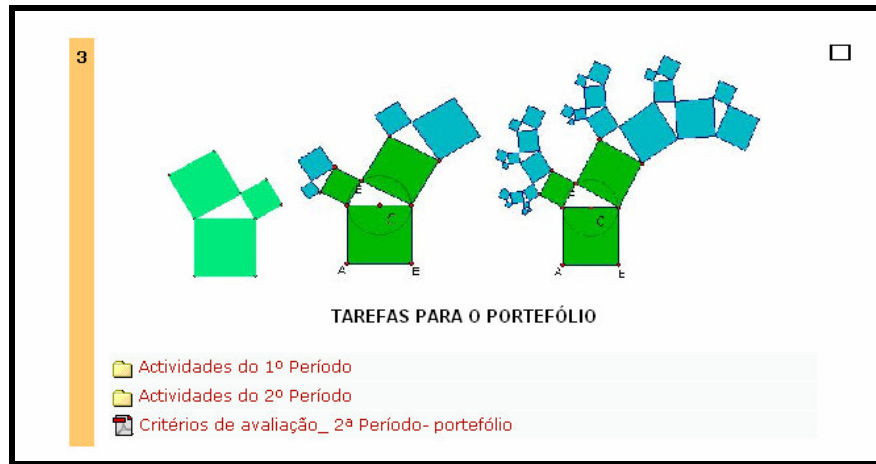 3
E
C
A
E
C
A
E
TAREFAS PARA O PORTEFÓLIO
Actividades do 1º Período
Actividades do 2º Período
Critérios de avaliação_ 2ª Período- portefólio